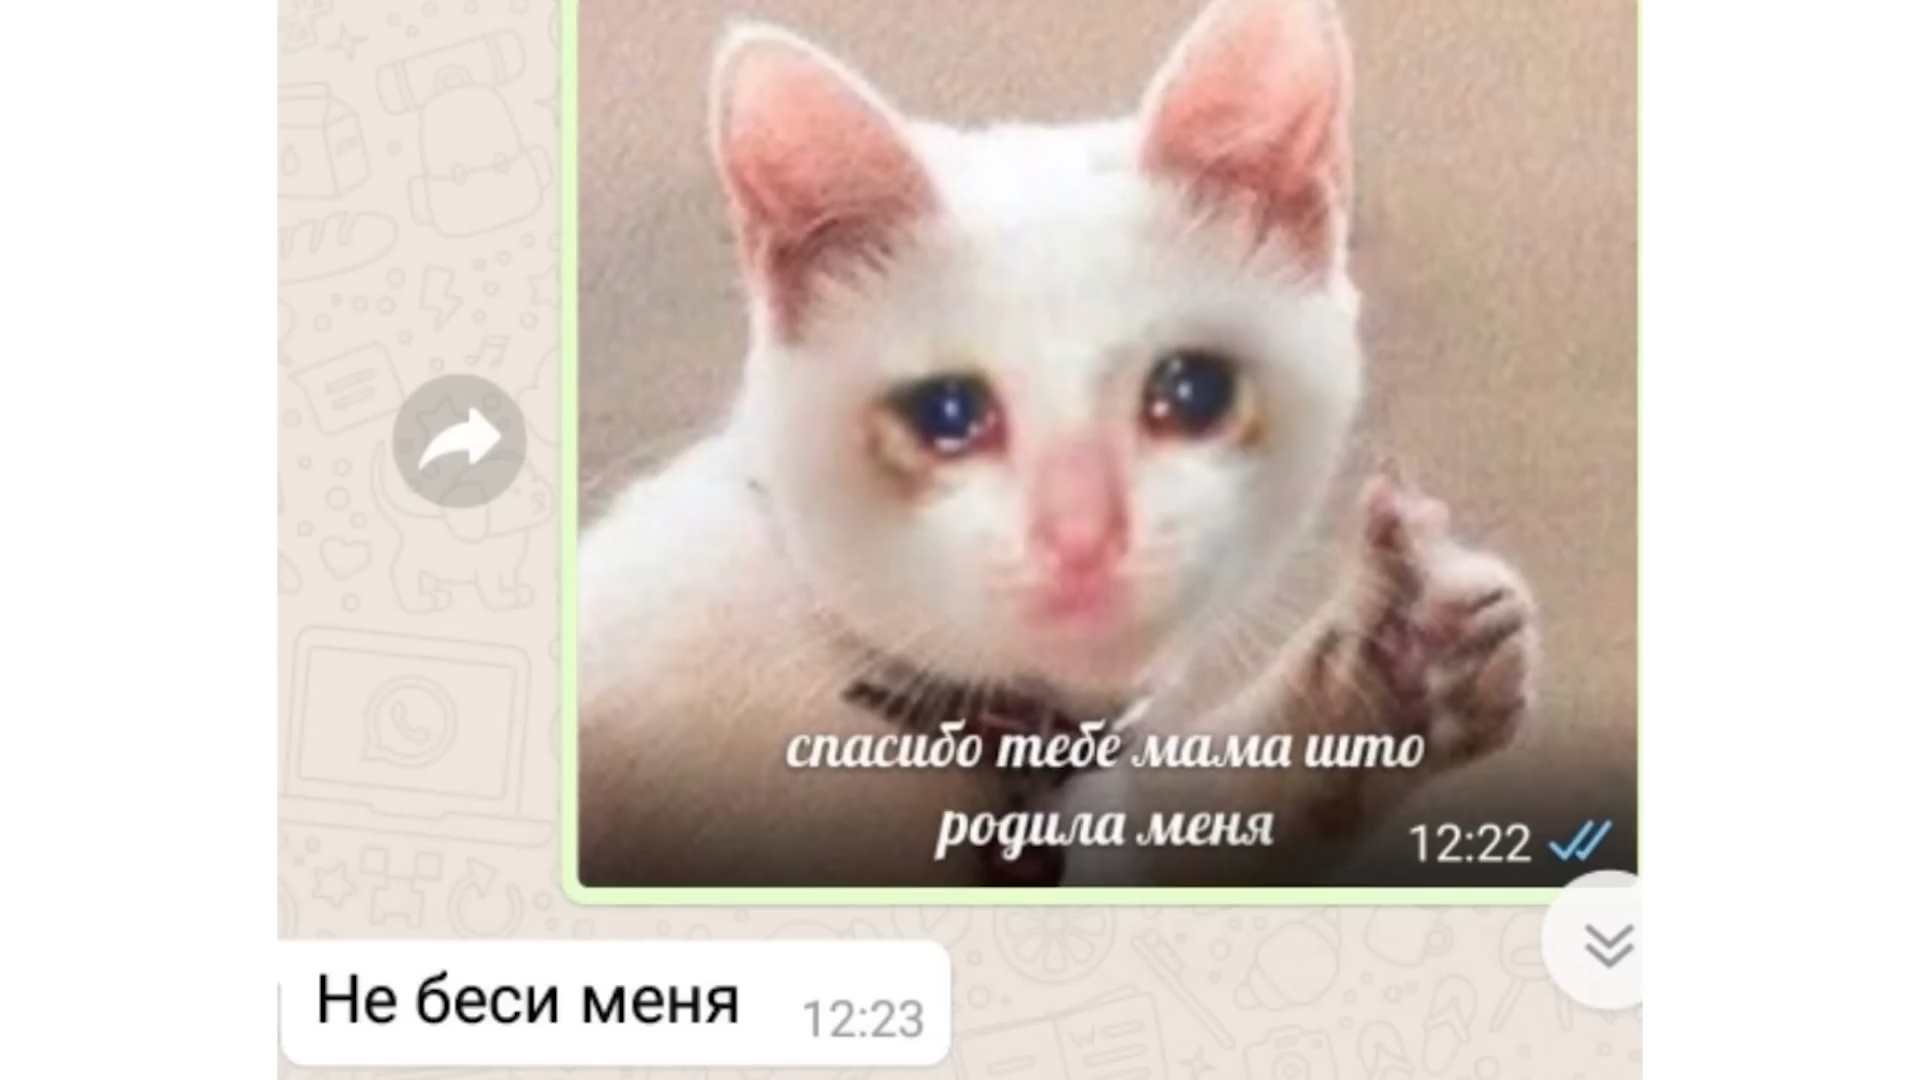 спасибо тебе мама што
родила меня
12:22
Не беси меня
12:23